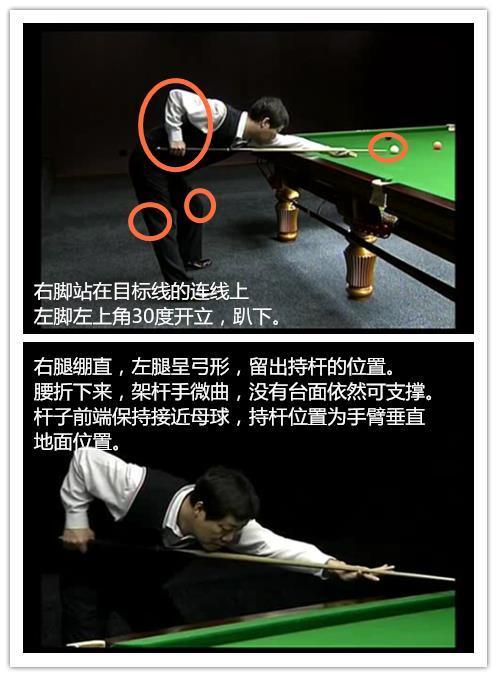 右脚站在目标线的连线上
左脚左上角30度开立，趴下。
右腿绷直，左腿呈弓形，留出持杆的位置。
腰折下来，架杆手微曲，没有台面依然可支撑。
杆子前端保持接近母球，持杆位置为手臂垂直
地面位置。